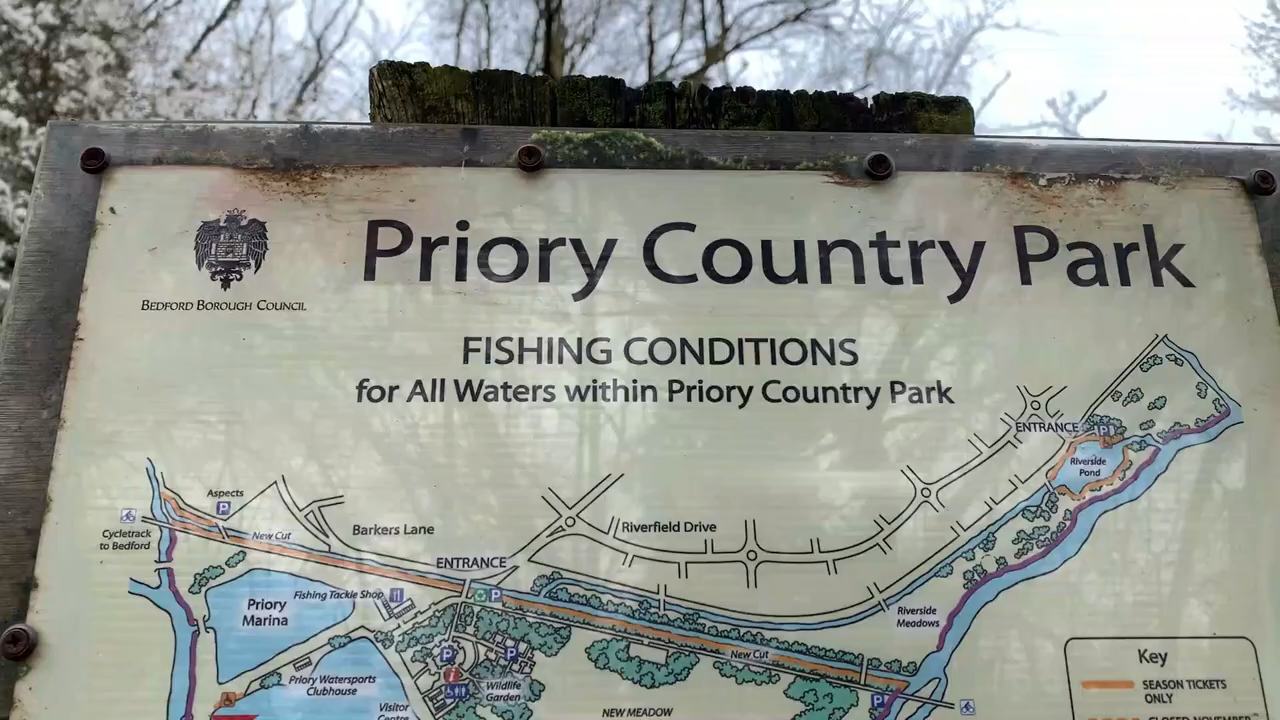 Priory Country Park
BEDFORD BOROUGH COUNCIL
FISHING CONDITIONS
for All Waters within Priory Country Park
ENTRANCE
P
Riverside
Pond
Aspects
P
Cycletrack
to Bedford
New Cut
Barkers Lane
Riverfield Drive
ENTRANCE
Fishing Tackle Shop
P
Priory
Marina
Riverside
Meadows
New Cut
Key
P
P
Priory Watersports
Clubhouse
Wildlife
Garden
SEASON TICKETS
ONLY
P
Visitor
Centre
NEW MEADOW
CLOSED NOVEMBER